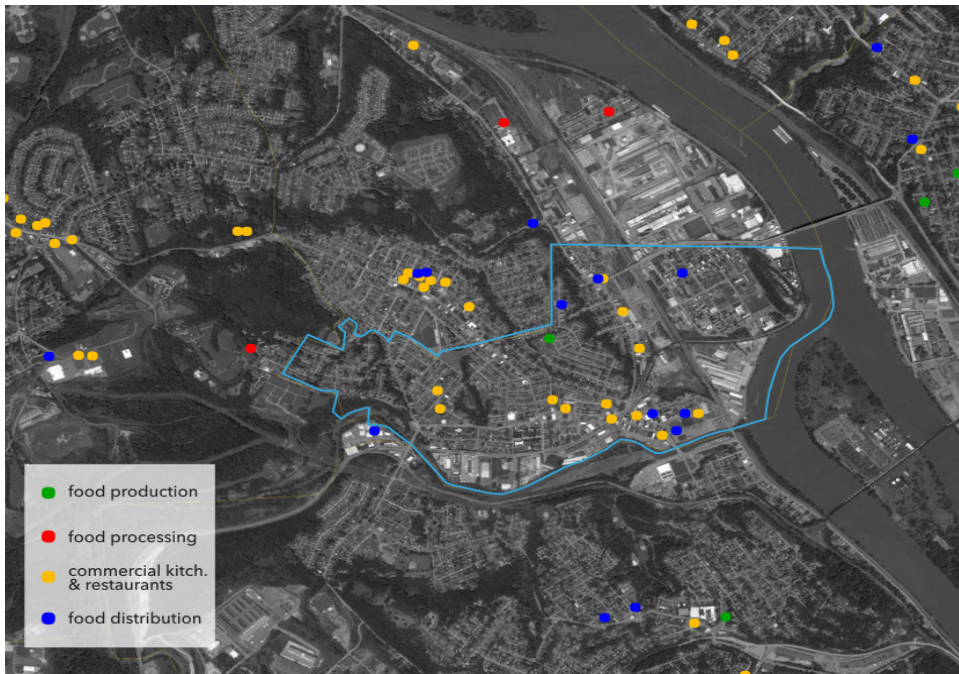 food production
food processing
commercial kitch.
& restaurants
food distribution